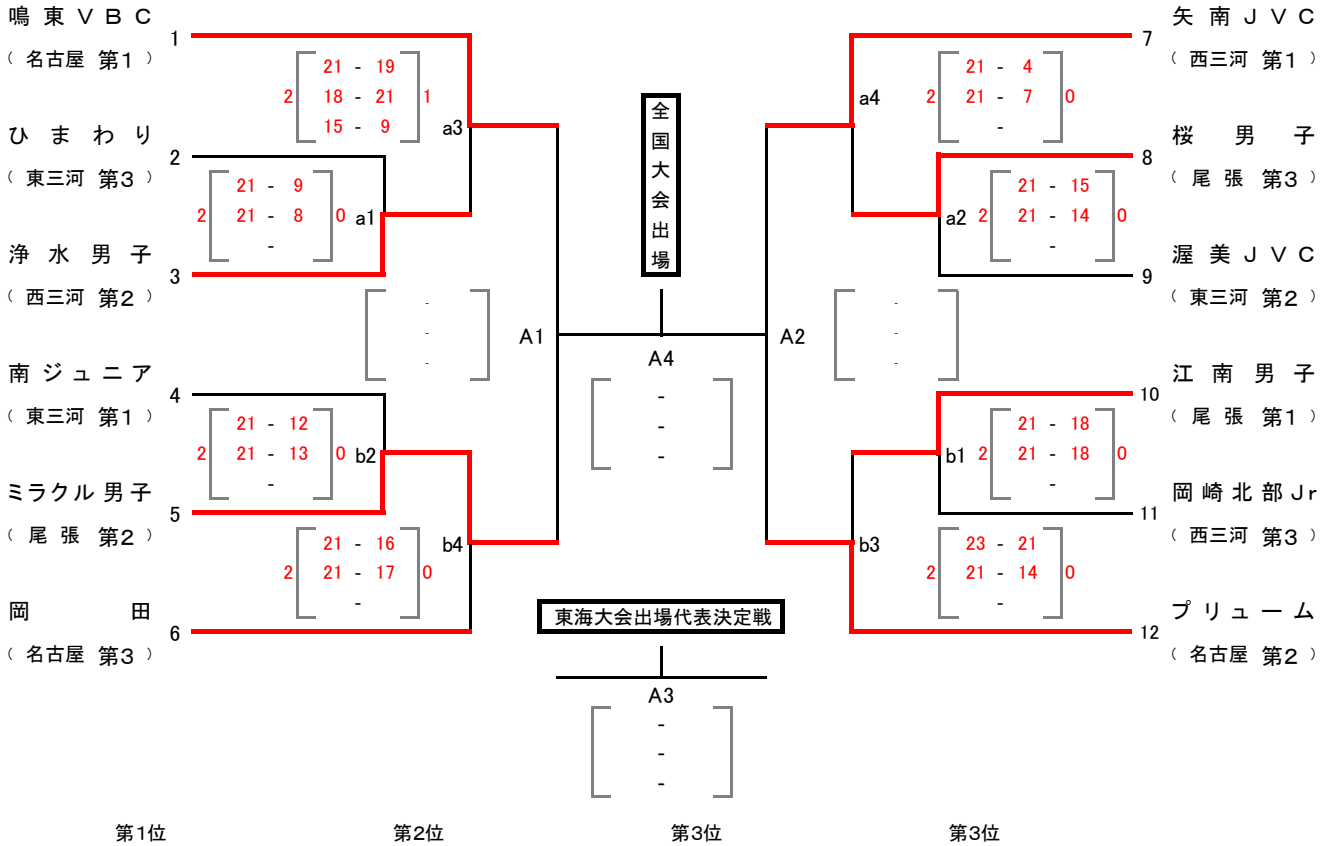 鳴東ＶＢＣ
1
（ 名古屋 第1 ）
21 - 19
2 18 - 21 1
15 - 9
a3
ひまわり
2
（ 東三河 第3 ）
21 - 9
2 21 - 8 0 a1
-
浄水男子
3
（ 西三河 第2 ）
-
-
-
A1
南ジュニア
4
（ 東三河 第1 ）
21 - 12
2 21 - 13 0 b2
-
ミラクル男子
5
（ 尾張 第2 ）
21 - 16
b4
2 21 - 17 0
-
岡田
6
（ 名古屋 第3 ）
全国大会出場
A4
-
-
-
東海大会出場代表決定戦
A3
-
-
-
矢南ＪＶＣ
7
（ 西三河 第1 ）
21 - 4
a4
2 21 - 7 0
-
桜男子
8
（ 尾張 第3 ）
21 - 15
a2 2 21 - 14 0
-
渥美ＪＶＣ
9
（ 東三河 第2 ）
-
A2
-
-
江南男子
10
（ 尾張 第1 ）
21 - 18
b1 2 21 - 18 0
-
岡崎北部Jr
11
（ 西三河 第3 ）
23 - 21
b3
2 21 - 14 0
-
プリューム
12
（ 名古屋 第2 ）
第1位 第2位 第3位 第3位